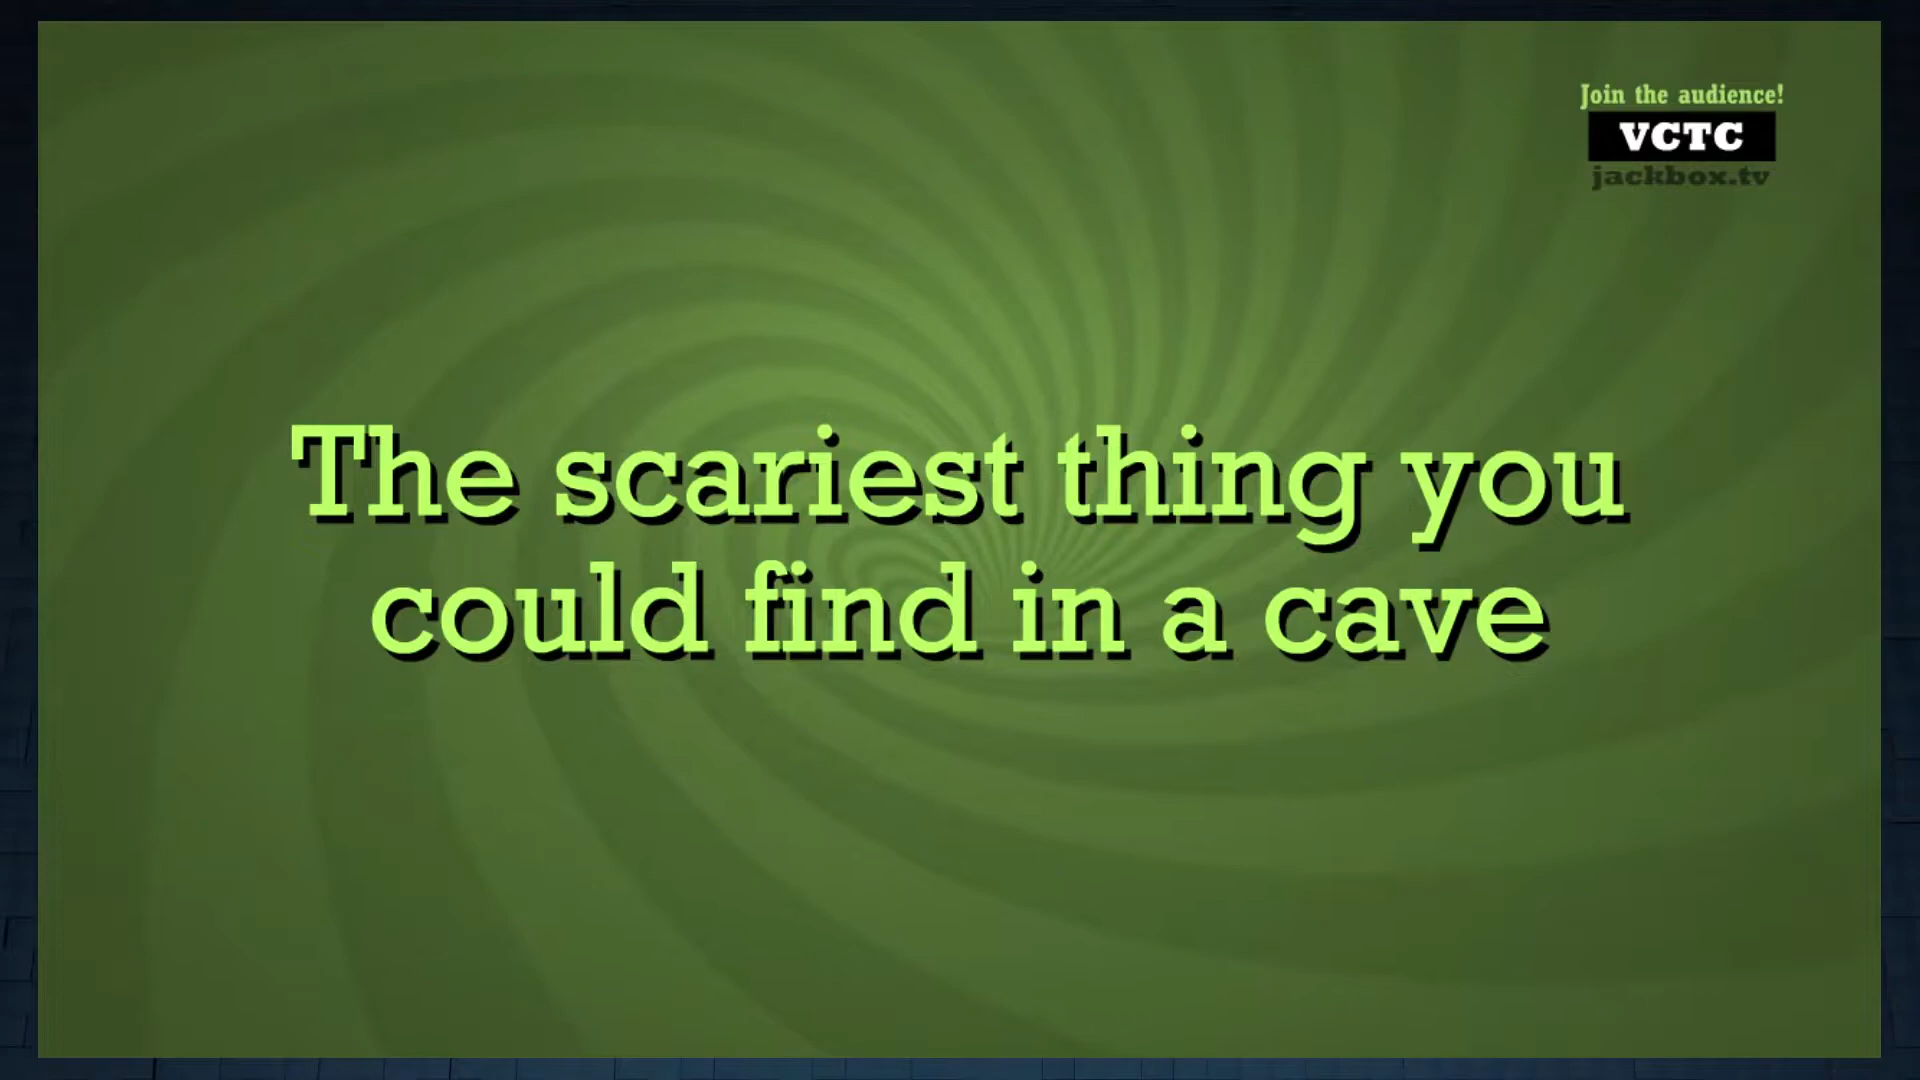 Join the audience!
VCTC
jackbox.tv
The scariest thing you
could find in a cave